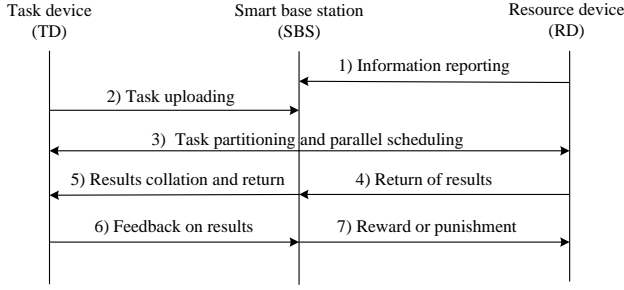 Task device
(TD)
Smart base station
(SBS)
Resource device
(RD)
1) Information reporting
2) Task uploading
3) Task partitioning and parallel scheduling
5) Results collation and return
4) Return of results
6) Feedback on results
7) Reward or punishment